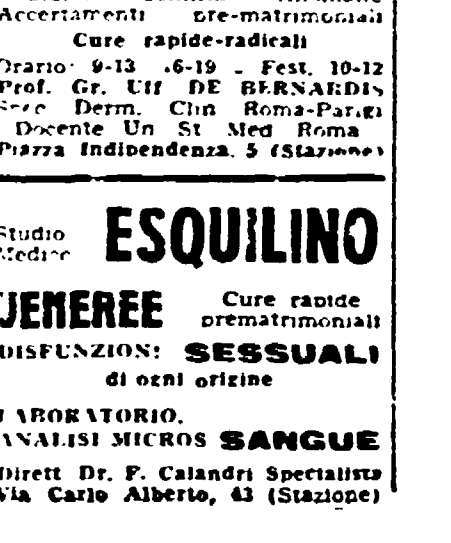 Accertamenti pre-matrimoniali
Cure rapide-radicali
Orario: 9-13 16-19 - Fest. 10-12
Prof. Gr. Uff DE BERNARDIS
Derm. Clin Roma-Parigi
Docente Un St Med Roma
Piazza Indipendenza, 5 (Stazione)
Studio
Medico
ESQUILINO
VENEREE
Cure rapide
prematrimoniali
DISFUNZIONI SESSUALI
di ogni origine
LABORATORIO,
ANALISI MICROS SANGUE
Dirett Dr. F. Calandri Specialista
Via Carlo Alberto, 43 (Stazione)